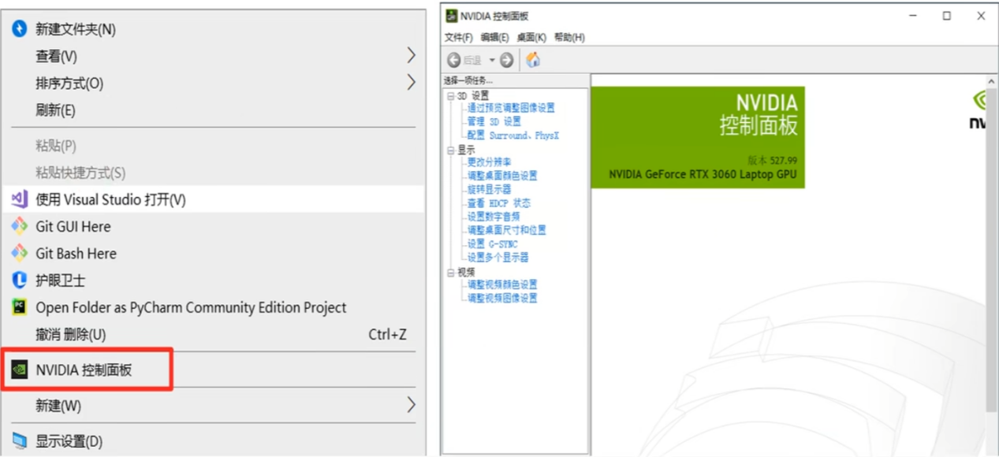 新建文件夹(N)
查看(V)
排序方式(O)
刷新(E)
粘贴(P)
粘贴快捷方式(S)
使用 Visual Studio 打开(V)
Git GUI Here
Git Bash Here
护眼卫士
Open Folder as PyCharm Community Edition Project
撤消 删除(U) Ctrl+Z
NVIDIA 控制面板
新建(W)
显示设置(D)
NVIDIA 控制面板
文件(F) 编辑(E) 桌面(K) 帮助(H)
后退
选择一项任务...
3D 设置
通过预览调整图像设置
管理 3D 设置
配置 Surround、PhysX
显示
更改分辨率
调整桌面颜色设置
旋转显示器
查看 HDCP 状态
设置数字音频
调整桌面尺寸和位置
设置 G-SYNC
设置多个显示器
视频
调整视频颜色设置
调整视频图像设置
NVIDIA
控制面板
版本 527.99
NVIDIA GeForce RTX 3060 Laptop GPU